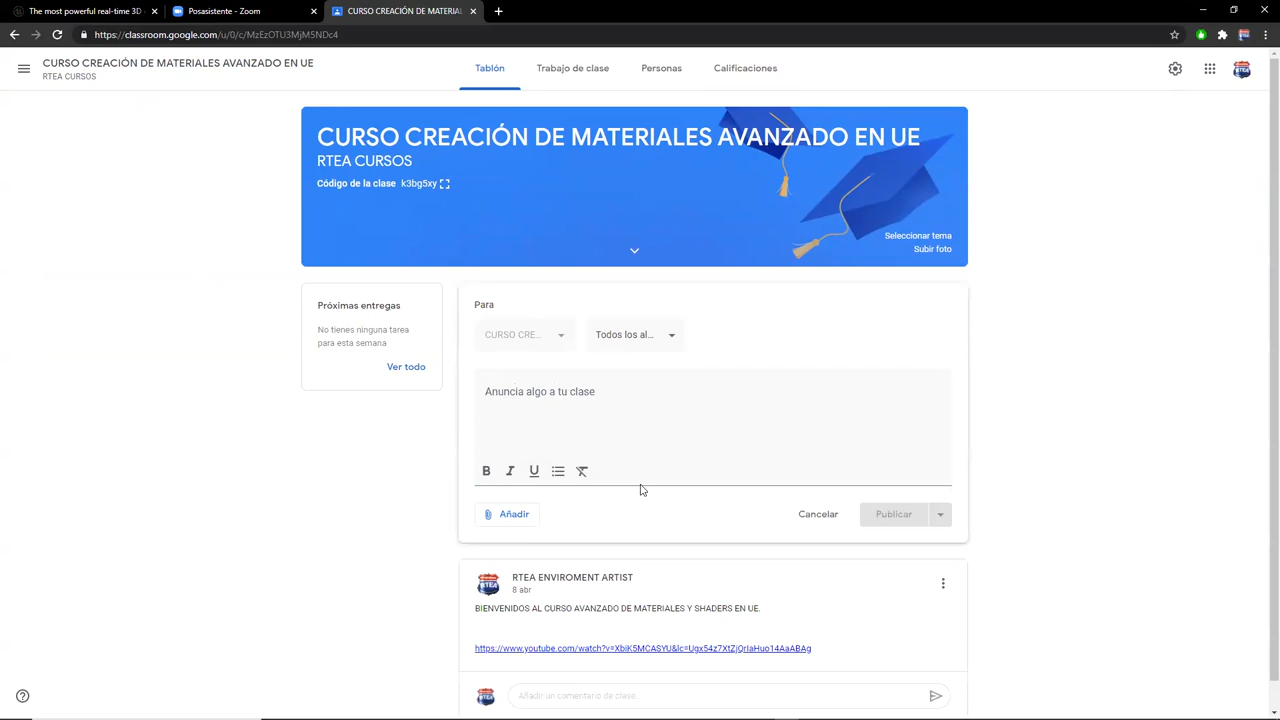 The most powerful real-time 3D
Posasistente - Zoom
CURSO CREACIÓN DE MATERIAL
https://classroom.google.com/u/0/c/MzEzOTU3MjM5NDc4
CURSO CREACIÓN DE MATERIALES AVANZADO EN UE
RTEA CURSOS
Tablón
Trabajo de clase
Personas
Calificaciones
CURSO CREACIÓN DE MATERIALES AVANZADO EN UE
RTEA CURSOS
Código de la clase k3bg5xy
Seleccionar tema
Subir foto
Próximas entregas
No tienes ninguna tarea
para esta semana
Ver todo
Para
CURSO CRE...
Todos los al...
Anuncia algo a tu clase
B I U
Añadir
Cancelar
Publicar
RTEA ENVIROMENT ARTIST
8 abr
BIENVENIDOS AL CURSO AVANZADO DE MATERIALES Y SHADERS EN UE.
https://www.youtube.com/watch?v=XbiK5MCASYU&lc=Ugx54z7XtZjQrIaHuo14AaABAg
Añadir un comentario de clase...